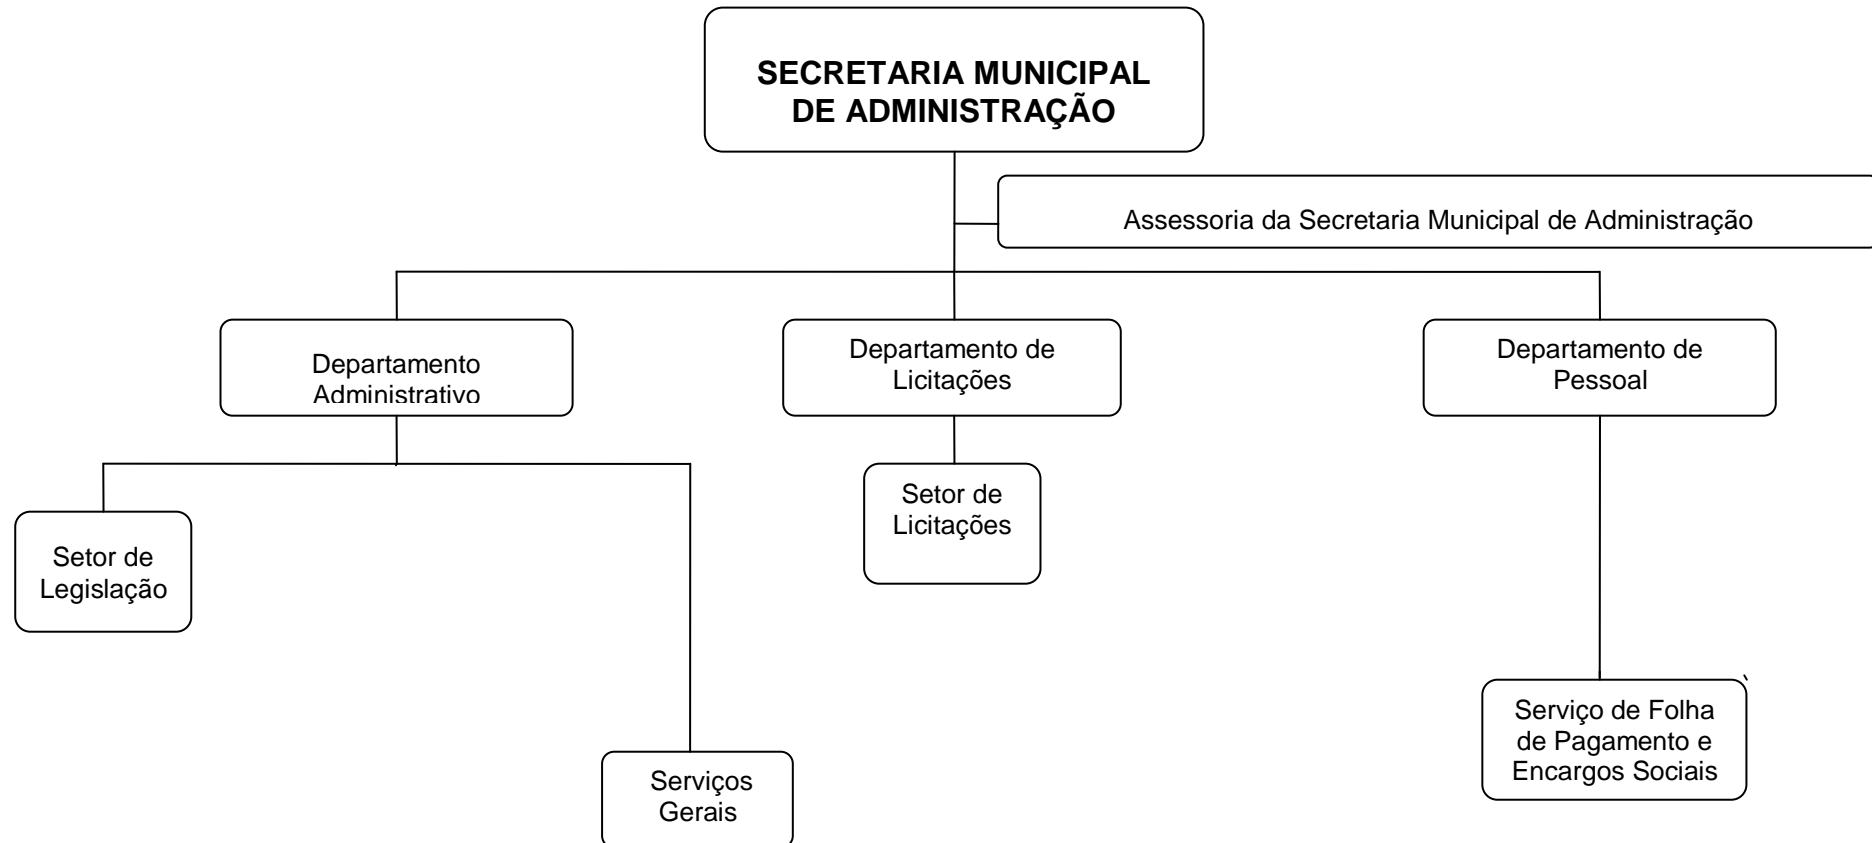 SECRETARIA MUNICIPAL
DE ADMINISTRAÇÃO
Assessoria da Secretaria Municipal de Administração
Departamento
Administrativo
Departamento de
Licitações
Departamento de
Pessoal
Setor de
Legislação
Setor de
Licitações
Serviços
Gerais
Serviço de Folha
de Pagamento e
Encargos Sociais